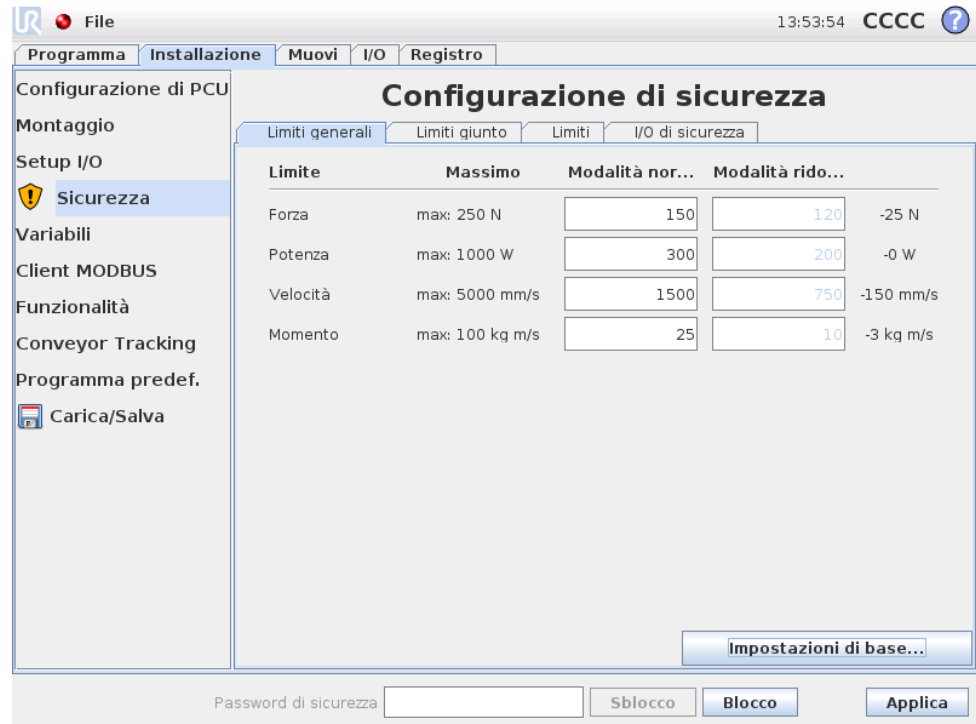 UR File 13:53:54 CCCC ?
Programma Installazione Muovi I/O Registro
Configurazione di PCU
Montaggio
Setup I/O
Sicurezza
Variabili
Client MODBUS
Funzionalità
Conveyor Tracking
Programma predef.
Carica/Salva
Configurazione di sicurezza
Limiti generali Limiti giunto Limiti I/O di sicurezza
Limite Massimo Modalità nor... Modalità rido...
Forza max: 250 N 150 120 -25 N
Potenza max: 1000 W 300 200 -0 W
Velocità max: 5000 mm/s 1500 750 -150 mm/s
Momento max: 100 kg m/s 25 10 -3 kg m/s
Impostazioni di base...
Password di sicurezza Sblocco Blocco Applica